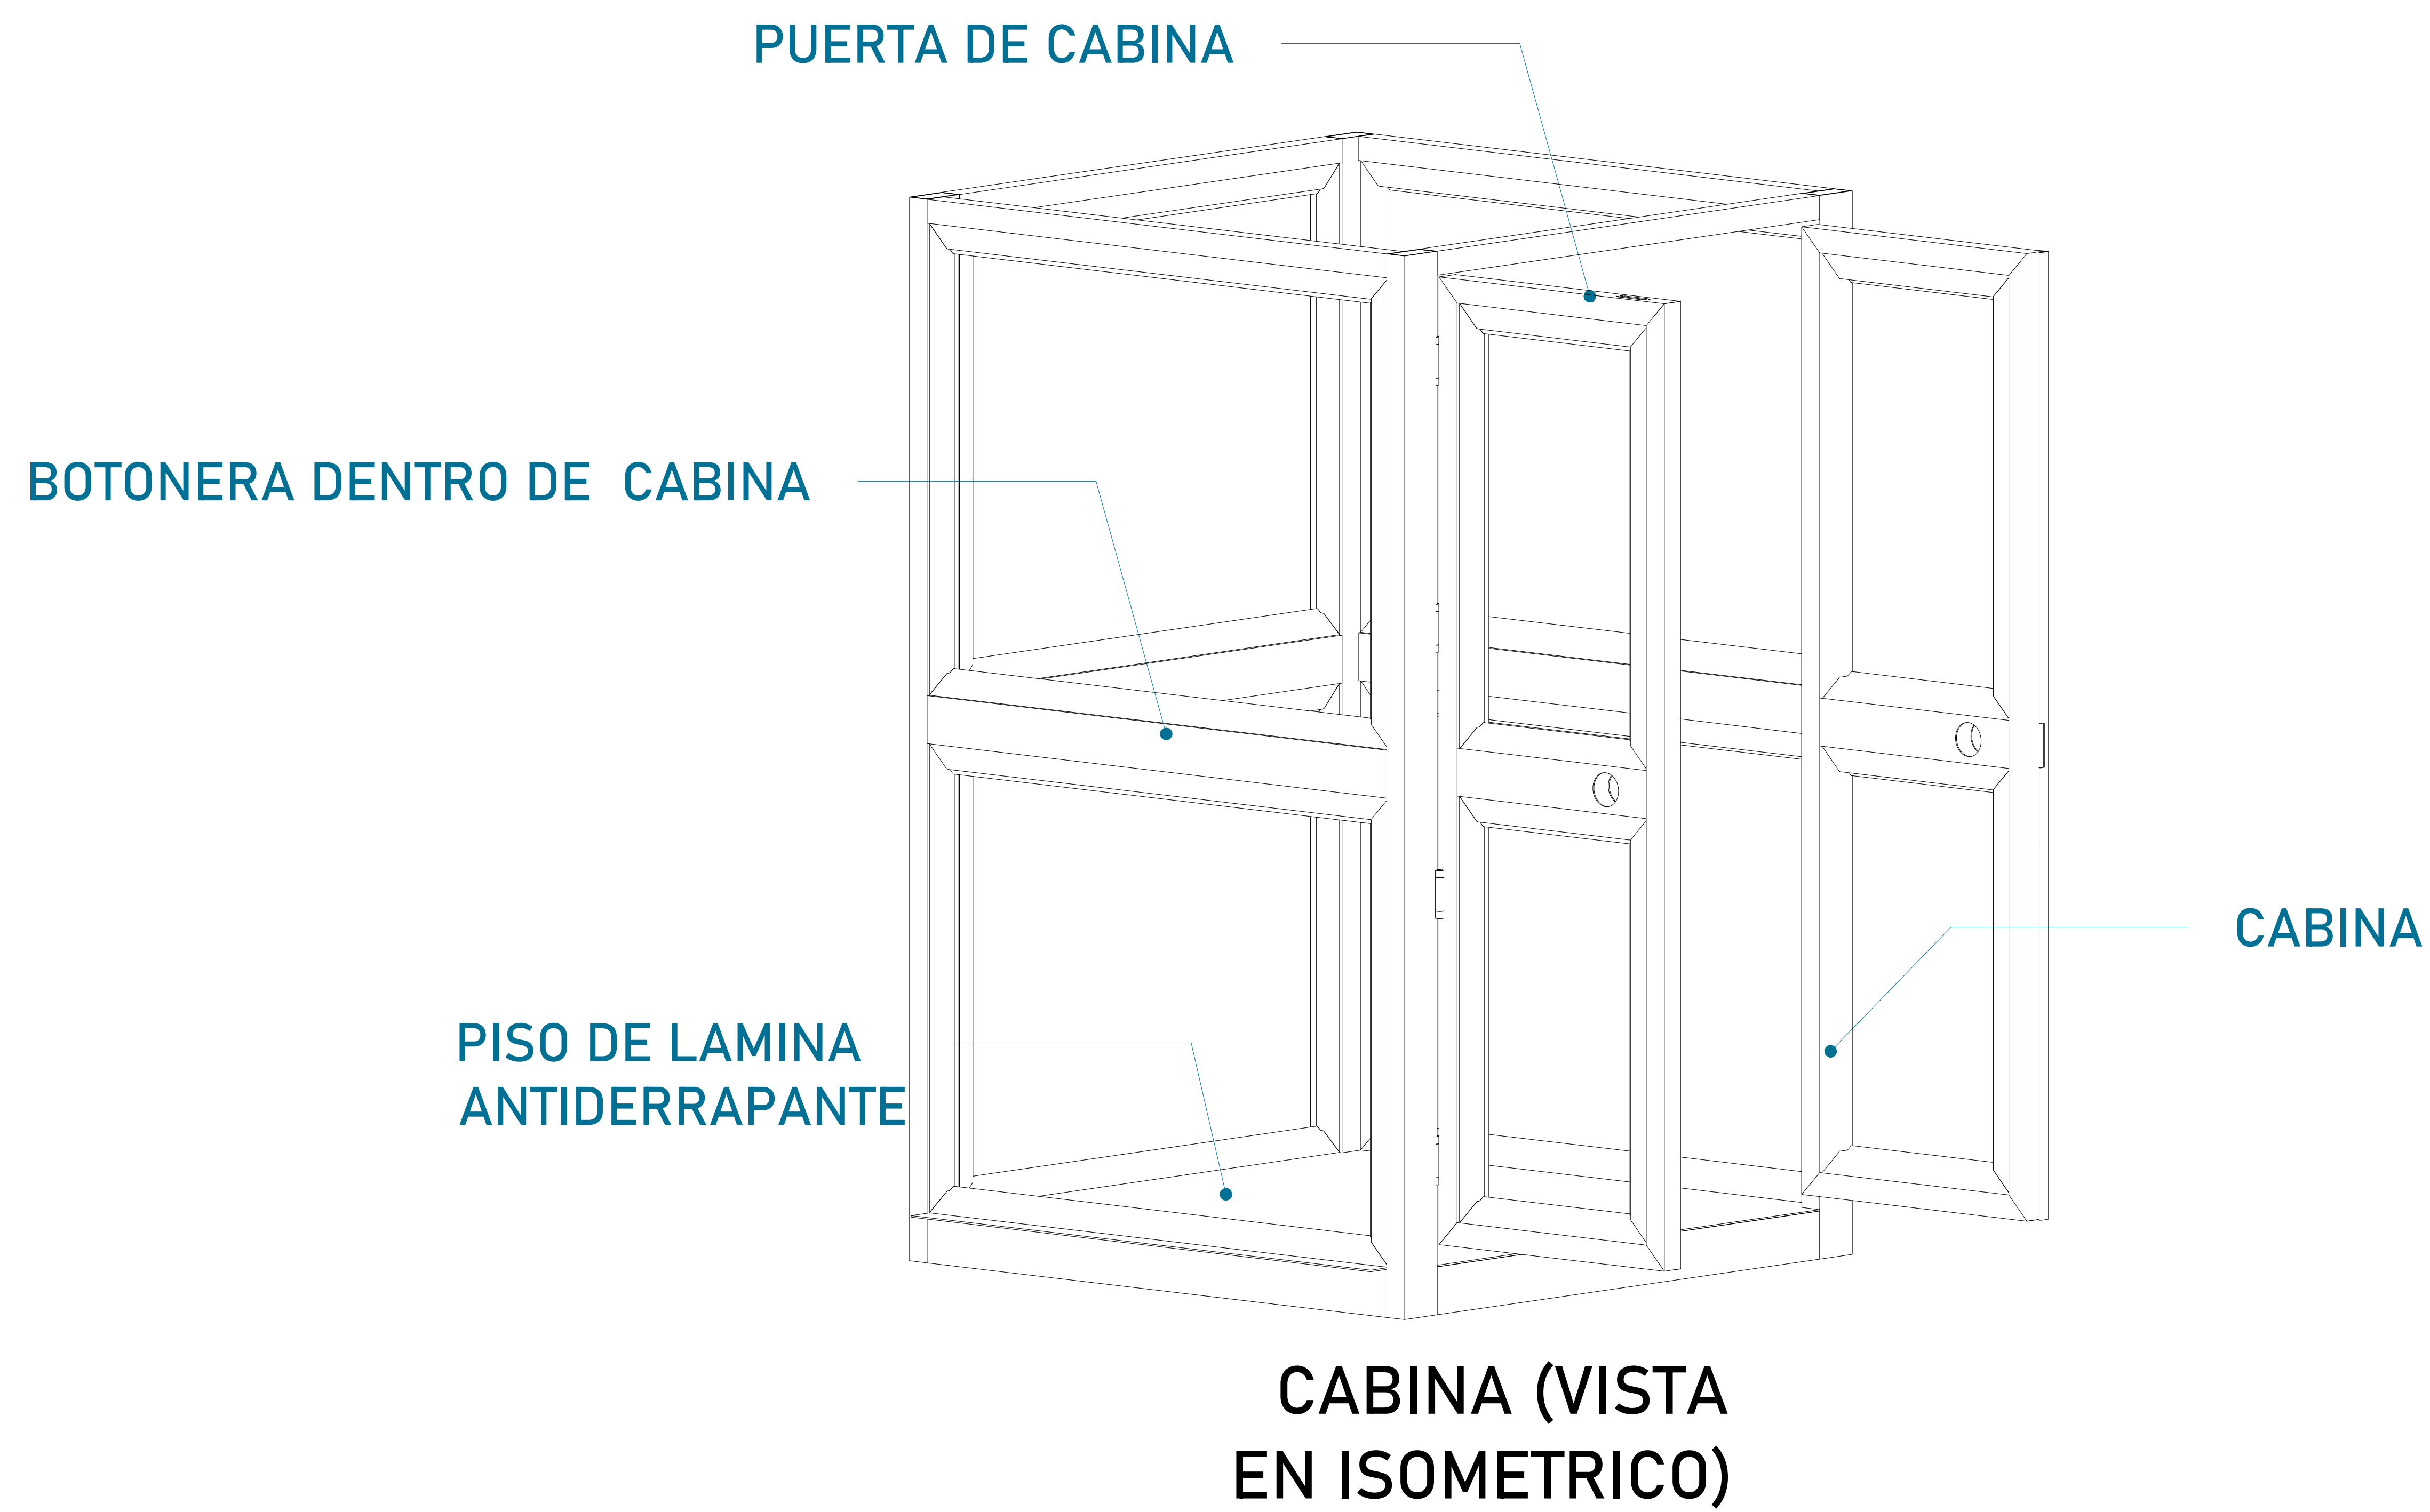 PUERTA DE CABINA
BOTONERA DENTRO DE  CABINA
CABINA
PISO DE LAMINA
ANTIDERRAPANTE
CABINA (VISTA
EN ISOMETRICO)